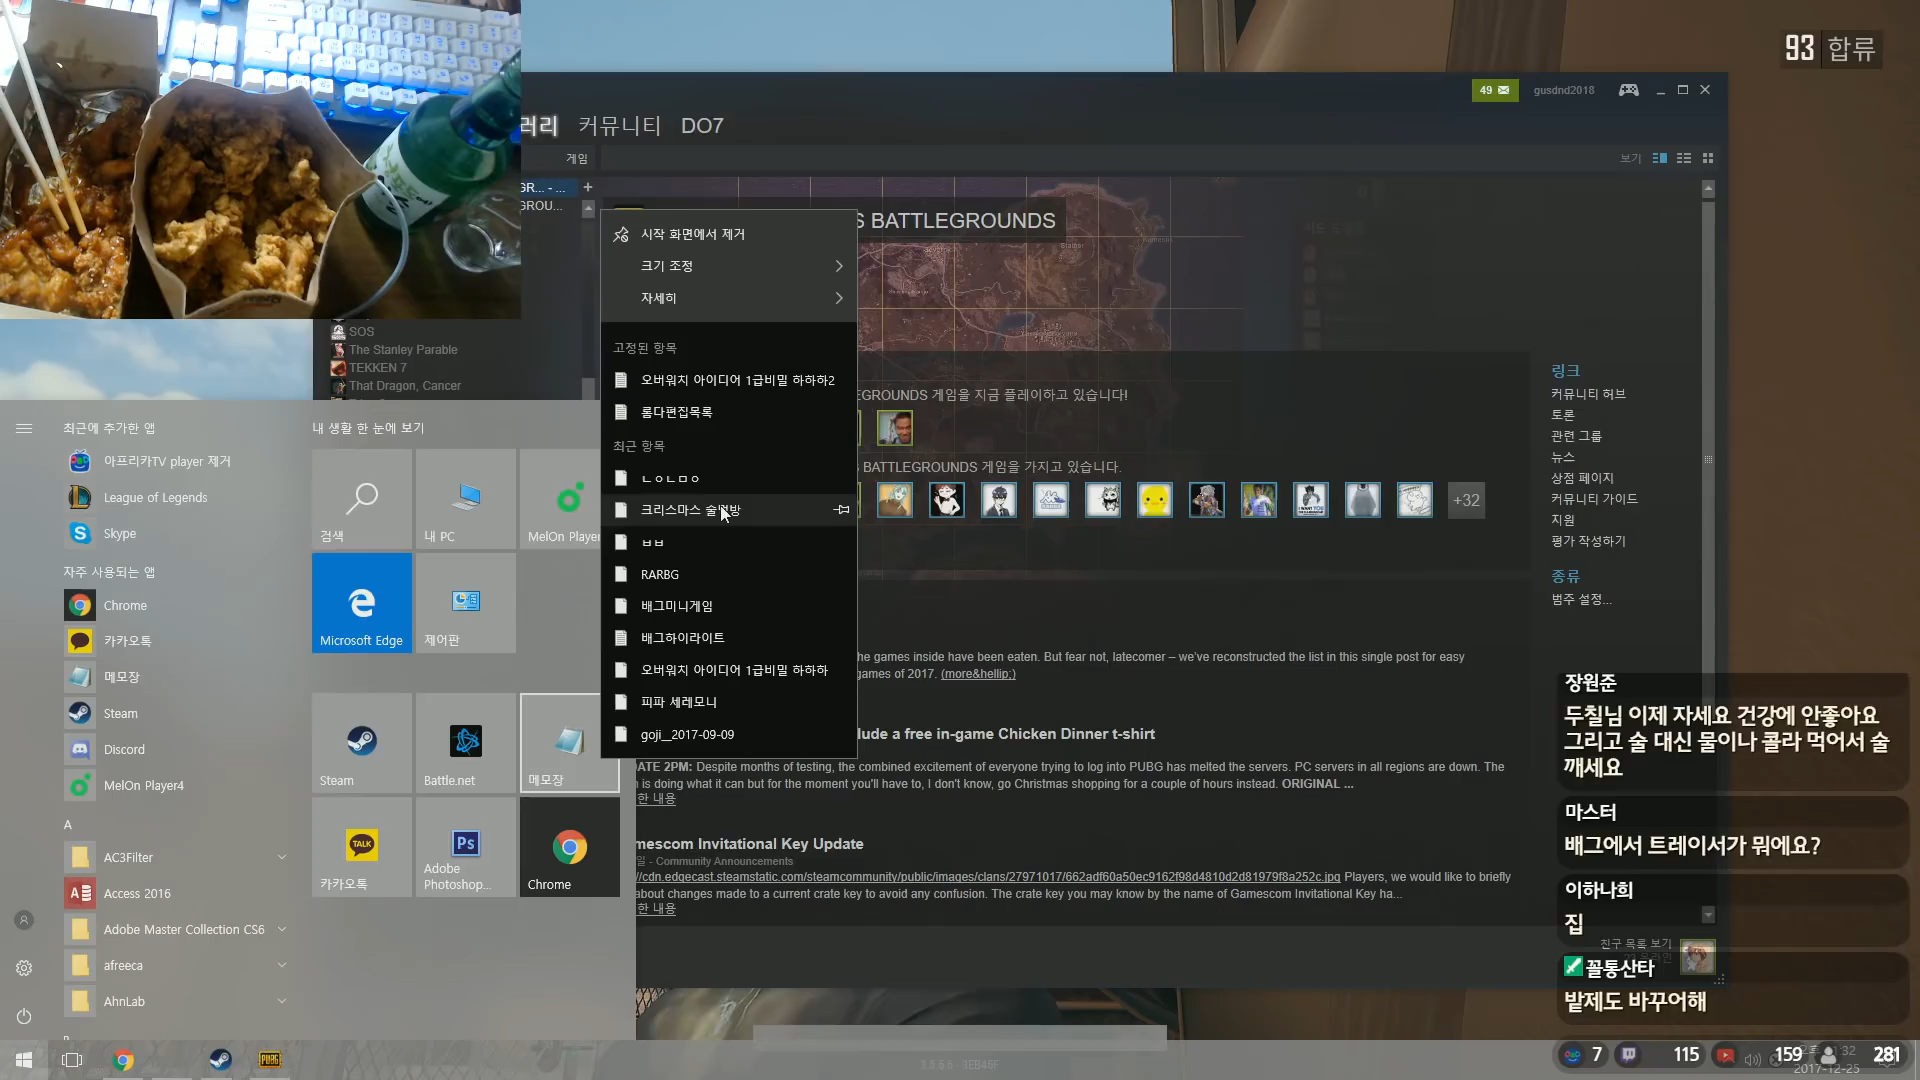 93 합류
49
gusdnd2018
러리 커뮤니티 DO7
게임
보기
GR... - ...
GROU...
S BATTLEGROUNDS
시작 화면에서 제거
크기 조정
자세히
고정된 항목
오버워치 아이디어 1급비밀 하하하2
롬다편집목록
최근 항목
ㄴㅇㄴㅁㅇ
크리스마스 술먹방
ㅂㅂ
RARBG
배그미니게임
배그하이라이트
오버워치 아이디어 1급비밀 하하하
피파 세레모니
goji_2017-09-09
SOS
The Stanley Parable
TEKKEN 7
That Dragon, Cancer
EGROUNDS 게임을 지금 플레이하고 있습니다!
S BATTLEGROUNDS 게임을 가지고 있습니다.
+32
링크
커뮤니티 허브
토론
관련 그룹
뉴스
상점 페이지
커뮤니티 가이드
지원
평가 작성하기
종류
범주 설정...
he games inside have been eaten. But fear not, latecomer – we've reconstructed the list in this single post for easy
games of 2017. (more&hellip;)
lude a free in-game Chicken Dinner t-shirt
DATE 2PM: Despite months of testing, the combined excitement of everyone trying to log into PUBG has melted the servers. PC servers in all regions are down. The
is doing what it can but for the moment you'll have to, I don't know, go Christmas shopping for a couple of hours instead. ORIGINAL ...
한 내용
mescom Invitational Key Update
일 - Community Announcements
//cdn.edgecast.steamstatic.com/steamcommunity/public/images/clans/27971017/662adf60a50ec9162f98d4810d2d81979f8a252c.jpg Players, we would like to briefly
about changes made to a current crate key to avoid any confusion. The crate key you may know by the name of Gamescom Invitational Key ha...
한 내용
친구 목록 보기
최근에 추가한 앱
아프리카TV player 제거
League of Legends
Skype
자주 사용되는 앱
Chrome
카카오톡
메모장
Steam
Discord
MelOn Player4
A
AC3Filter
Access 2016
Adobe Master Collection CS6
afreeca
AhnLab
내 생활 한 눈에 보기
검색
내 PC
MelOn Player
Microsoft Edge
제어판
Steam
Battle.net
메모장
TALK
카카오톡
Ps
Adobe
Photoshop...
Chrome
장원준
두칠님 이제 자세요 건강에 안좋아요
그리고 술 대신 물이나 콜라 먹어서 술
깨세요
마스터
배그에서 트레이서가 뭐에요?
이하나회
집
꼴통산타
밭제도 바꾸어해
PUBG
7 115 159 281
2017-12-25